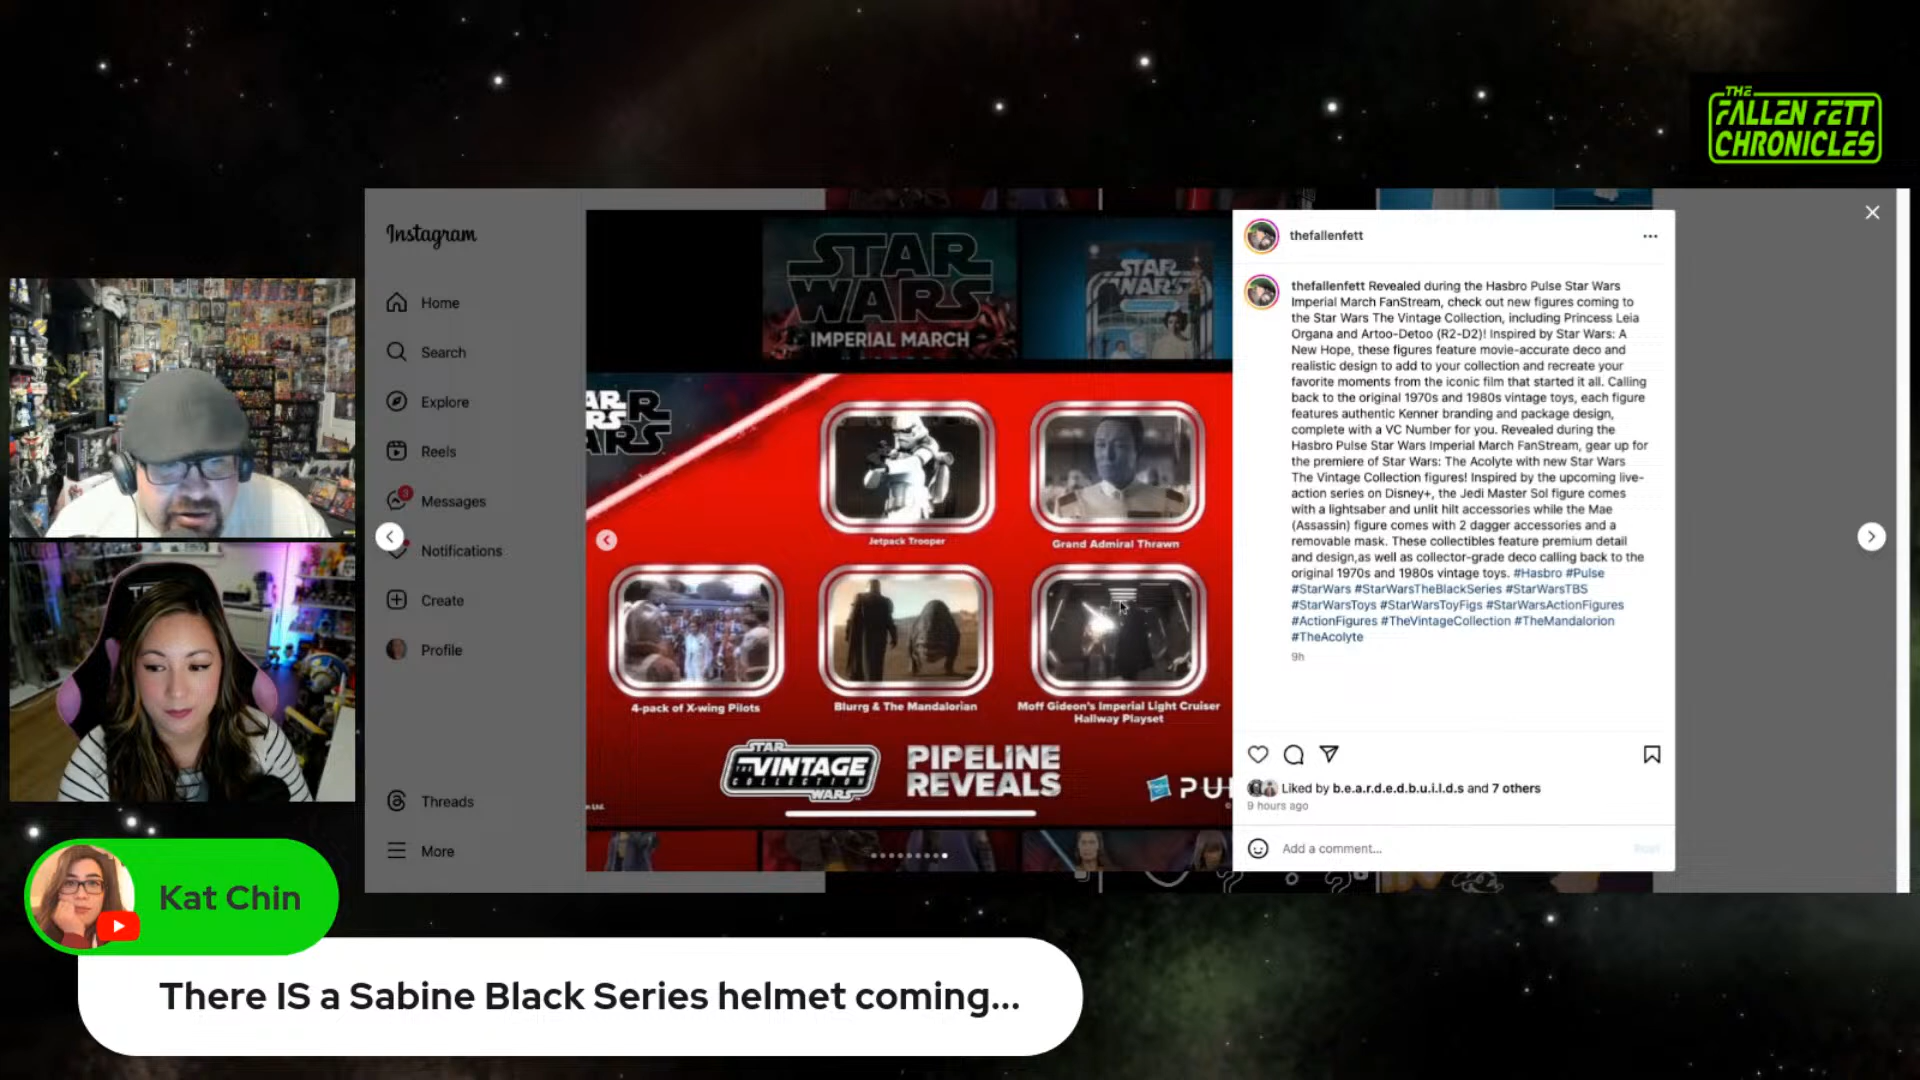 THE
FALLEN FETT
CHRONICLES
Instagram
Home
Search
Explore
Reels
3
Messages
Notifications
Create
Profile
Threads
More
STAR
WARS
IMPERIAL MARCH
STAR
WARS
Jetpack Trooper
Grand Admiral Thrawn
4-pack of X-wing Pilots
Blurrg & The Mandalorian
Moff Gideon's Imperial Light Cruiser
Hallway Playset
STAR
THE
VINTAGE
COLLECTION
WARS
PIPELINE
REVEALS
PU
thefallenfett
thefallenfett Revealed during the Hasbro Pulse Star Wars
Imperial March FanStream, check out new figures coming to
the Star Wars The Vintage Collection, including Princess Leia
Organa and Artoo-Detoo (R2-D2)! Inspired by Star Wars: A
New Hope, these figures feature movie-accurate deco and
realistic design to add to your collection and recreate your
favorite moments from the iconic film that started it all. Calling
back to the original 1970s and 1980s vintage toys, each figure
features authentic Kenner branding and package design,
complete with a VC Number for you. Revealed during the
Hasbro Pulse Star Wars Imperial March FanStream, gear up for
the premiere of Star Wars: The Acolyte with new Star Wars
The Vintage Collection figures! Inspired by the upcoming live-
action series on Disney+, the Jedi Master Sol figure comes
with a lightsaber and unlit hilt accessories while the Mae
(Assassin) figure comes with 2 dagger accessories and a
removable mask. These collectibles feature premium detail
and design,as well as collector-grade deco calling back to the
original 1970s and 1980s vintage toys. #Hasbro #Pulse
#StarWars #StarWarsTheBlackSeries #StarWarsTBS
#StarWarsToys #StarWarsToyFigs #StarWarsActionFigures
#ActionFigures #TheVintageCollection #TheMandalorion
#TheAcolyte
9h
Liked by b.e.a.r.d.e.d.b.u.i.l.d.s and 7 others
9 hours ago
Add a comment...
Post
Kat Chin
There IS a Sabine Black Series helmet coming...